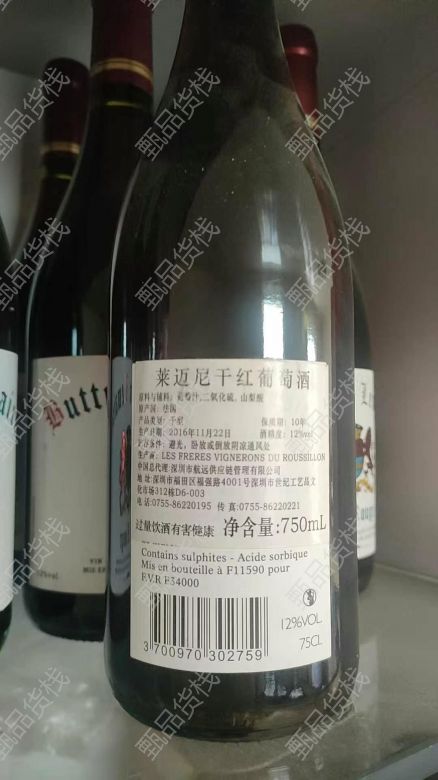 莱迈尼干红葡萄酒
原料与辅料：葡萄汁，二氧化硫，山梨酸
原产国：法国
产品类型：干型 保质期：10年
生产日期：2016年11月22日 酒精度：12%vol
贮存条件：避光，卧放或倒放阴凉通风处
生产商：LES FRERES VIGNERONS DU ROUSSILLON
中国总代理：深圳市航远供应链管理有限公司
地址：深圳市福田区福强路4001号深圳市世纪工艺品文
化市场312栋D6-003
电话：0755-86220195 传真：0755-86220221
过量饮酒有害健康 净含量：750mL
Contains sulphites - Acide sorbique
Mis en bouteille à F11590 pour
F.V.R F34000
12%VOL.
75CL
3 700970 302759
Butt
VIN
甄品货栈